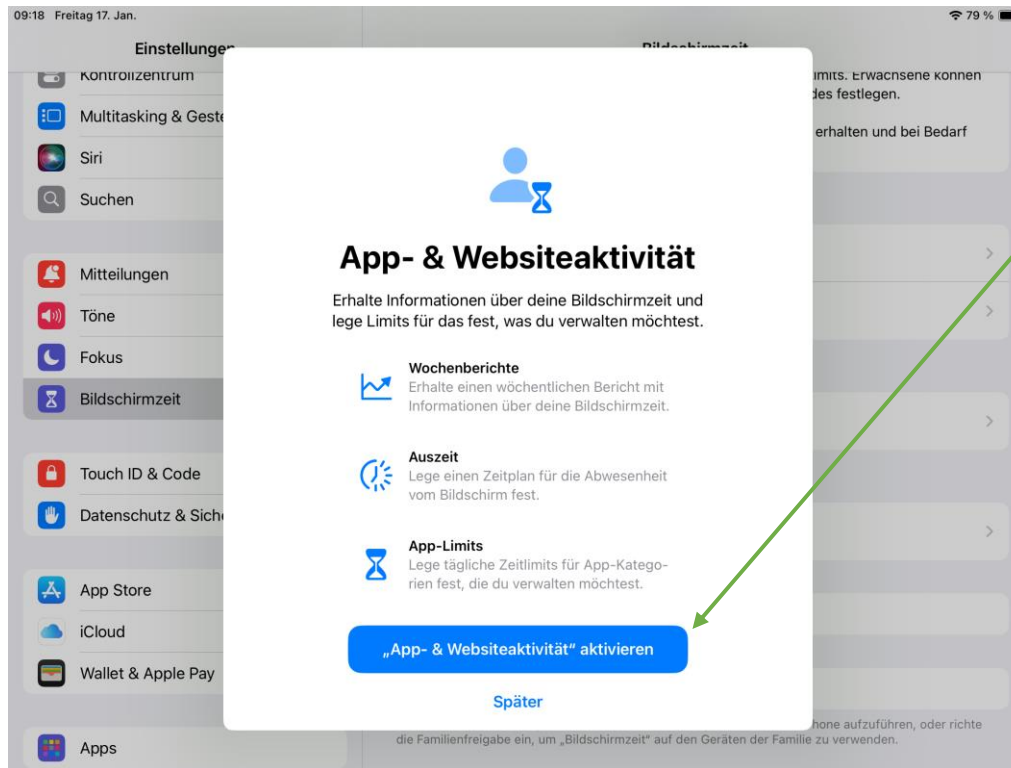 09:18 Freitag 17. Jan.
79 %
Einstellungen
Bildschirmzeit
Kontrollzentrum
Multitasking & Geste
Siri
Suchen
Mitteilungen
Töne
Fokus
Bildschirmzeit
Touch ID & Code
Datenschutz & Siche
App Store
iCloud
Wallet & Apple Pay
Apps
imits. Erwachsene können
des festlegen.
erhalten und bei Bedarf
App- & Websiteaktivität
Erhalte Informationen über deine Bildschirmzeit und
lege Limits für das fest, was du verwalten möchtest.
Wochenberichte
Erhalte einen wöchentlichen Bericht mit
Informationen über deine Bildschirmzeit.
Auszeit
Lege einen Zeitplan für die Abwesenheit
vom Bildschirm fest.
App-Limits
Lege tägliche Zeitlimits für App-Katego-
rien fest, die du verwalten möchtest.
„App- & Websiteaktivität“ aktivieren
Später
hone aufzuführen, oder richte
die Familienfreigabe ein, um „Bildschirmzeit“ auf den Geräten der Familie zu verwenden.